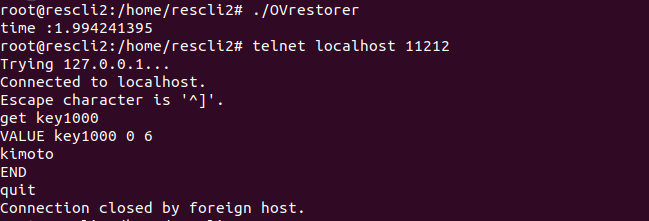 root@rescli2:/home/rescli2# ./OVrestorer
time :1.994241395
root@rescli2:/home/rescli2# telnet localhost 11212
Trying 127.0.0.1...
Connected to localhost.
Escape character is '^]'.
get key1000
VALUE key1000 0 6
kimoto
END
quit
Connection closed by foreign host.